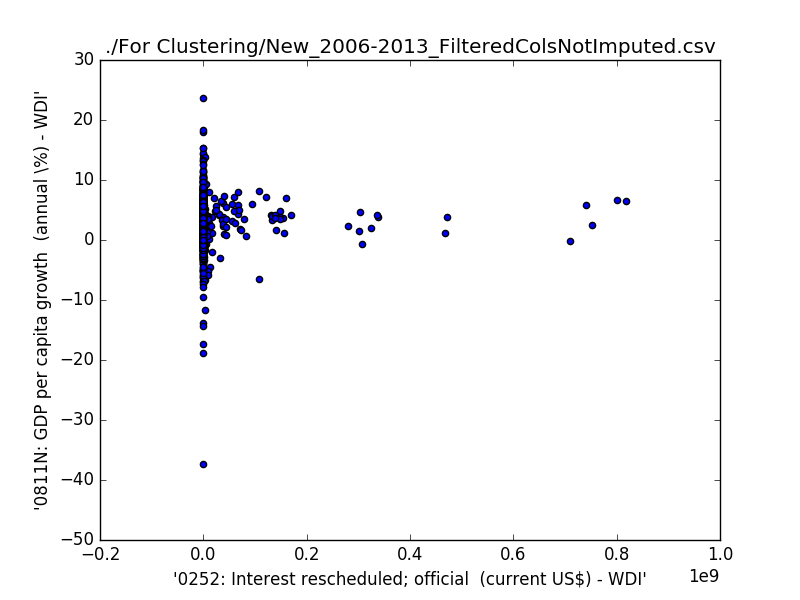 ./For Clustering/New_2006-2013_FilteredColsNotImputed.csv
30
20
10
0
−10
−20
−30
−40
−50
'0811N: GDP per capita growth  (annual \%) - WDI'
−0.2 0.0 0.2 0.4 0.6 0.8 1.0
1e9
'0252: Interest rescheduled; official  (current US$) - WDI'